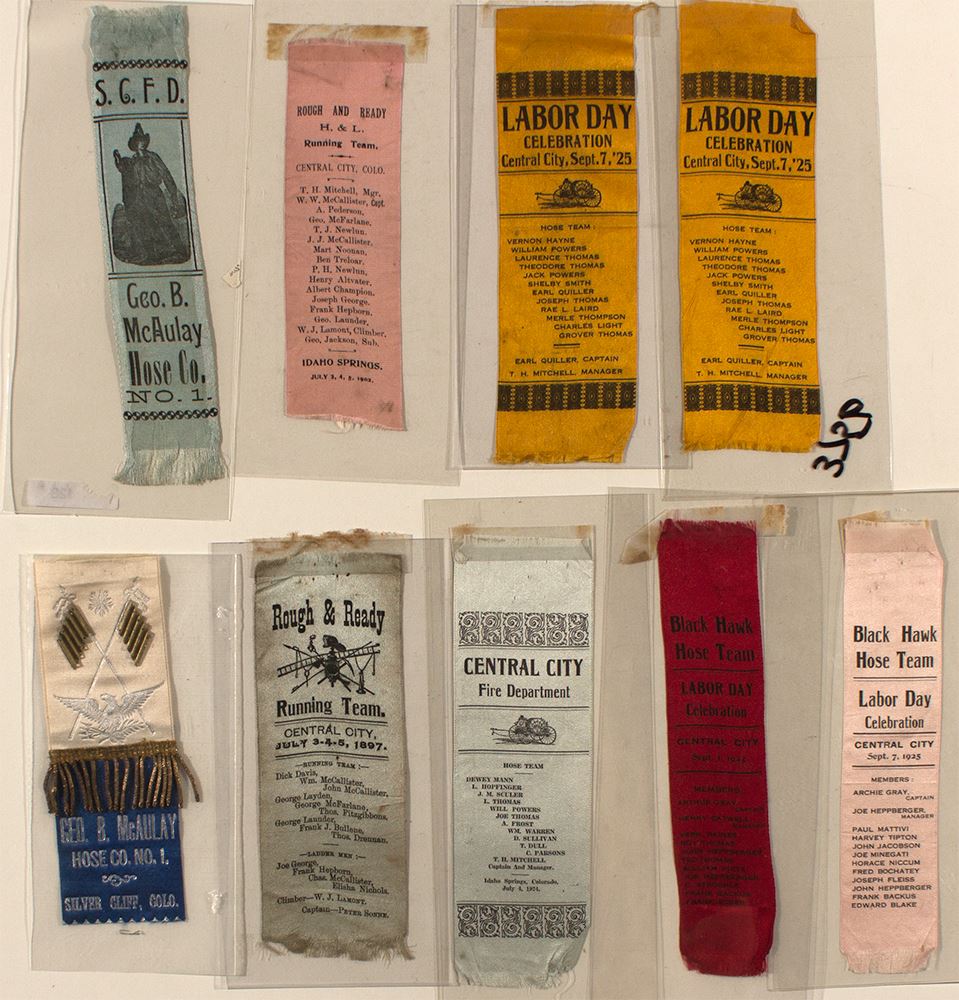 S.C.F.D.
Geo. B.
McAulay
Hose Co.
NO. 1.
ROUGH AND READY
H. & L.
Running Team.
CENTRAL CITY, COLO.
T. H. Mitchell, Mgr.
W. W. McCallister, Capt.
A. Pederson,
Geo. McFarlane,
T. J. Newlun,
J. J. McCallister,
Mart Noonan,
Ben Treloar,
P. H. Newlun,
Henry Altvater,
Albert Champion,
Joseph George,
Frank Hepborn,
Geo. Launder,
W. J. Lamont, Climber,
Geo. Jackson, Sub.
IDAHO SPRINGS.
LABOR DAY
CELEBRATION
Central City, Sept. 7, '25
HOSE TEAM:
VERNON HAYNE
WILLIAM POWERS
LAURENCE THOMAS
THEODORE THOMAS
JACK POWERS
SHELBY SMITH
EARL QUILLER
JOSEPH THOMAS
RAE L. LAIRD
MERLE THOMPSON
CHARLES LIGHT
GROVER THOMAS
EARL QUILLER, CAPTAIN
T. H. MITCHELL, MANAGER
LABOR DAY
CELEBRATION
Central City, Sept. 7, '25
HOSE TEAM:
VERNON HAYNE
WILLIAM POWERS
LAURENCE THOMAS
THEODORE THOMAS
JACK POWERS
SHELBY SMITH
EARL QUILLER
JOSEPH THOMAS
RAE L. LAIRD
MERLE THOMPSON
CHARLES LIGHT
GROVER THOMAS
EARL QUILLER, CAPTAIN
T. H. MITCHELL, MANAGER
GEO. B. McAULAY
HOSE CO. NO. 1.
SILVER CLIFF, COLO.
Rough & Ready
Running Team.
CENTRAL CITY,
JULY 3-4-5, 1897.
—RUNNING TEAM:—
Dick Davis,
Wm. McCallister,
John McCallister,
George Layden,
George McFarlane,
Thos. Fitzgibbons,
George Launder,
Frank J. Bullene,
Thos. Drennan.
—LADDER MEN:—
Joe George,
Frank Hepborn,
Chas. McCallister,
Elisha Nichols.
Climber—W. J. LAMONT.
Captain—PETER SONNE.
CENTRAL CITY
Fire Department
HOSE TEAM
DEWEY MANN
L. HOPFINGER
J. M. SCULER
L. THOMAS
WILL POWERS
JOE THOMAS
A. FROST
WM. WARREN
D. SULLIVAN
T. DULL
C. PARSONS
T. H. MITCHELL
Captain And Manager.
Idaho Springs, Colorado,
July 4, 1924.
Black Hawk
Hose Team
LABOR DAY
Celebration
CENTRAL CITY
MEMBERS
ARTHUR GRAY,
Black Hawk
Hose Team
Labor Day
Celebration
CENTRAL CITY
Sept. 7, 1925
MEMBERS:
ARCHIE GRAY,
CAPTAIN
JOE HEPPBERGER,
MANAGER
PAUL MATTIVI
HARVEY TIPTON
JOHN JACOBSON
JOE MINEGATI
HORACE NICCUM
FRED BOCHATEY
JOSEPH FLEISS
JOHN HEPPBERGER
FRANK BACKUS
EDWARD BLAKE